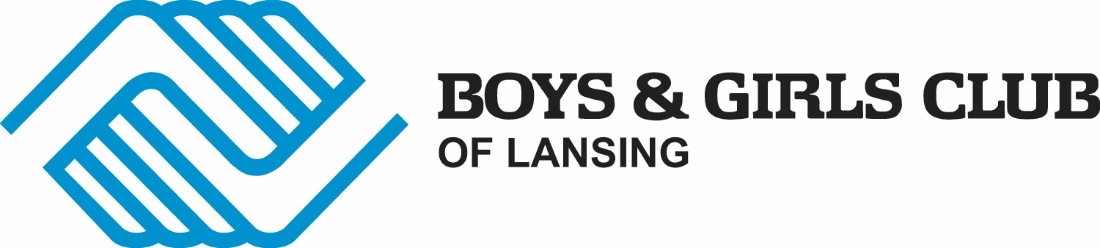 BOYS & GIRLS CLUB
OF LANSING